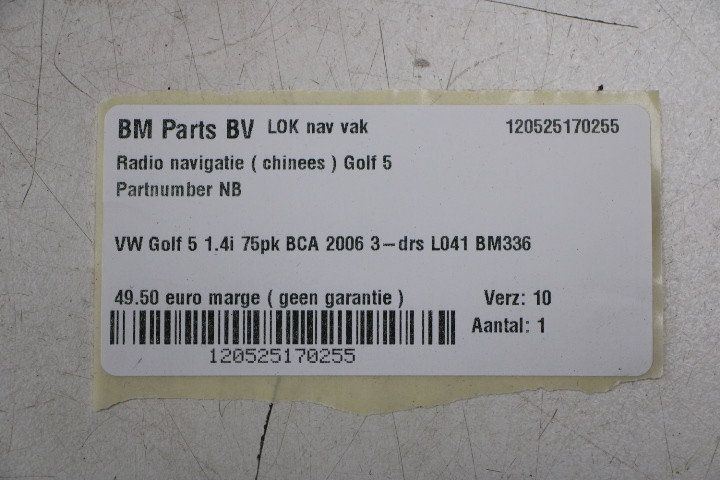 BM Parts BV LOK nav vak 120525170255
Radio navigatie ( chinees ) Golf 5
Partnumber NB
VW Golf 5 1.4i 75pk BCA 2006 3-drs L041 BM336
49.50 euro marge ( geen garantie ) Verz: 10
Aantal: 1
120525170255